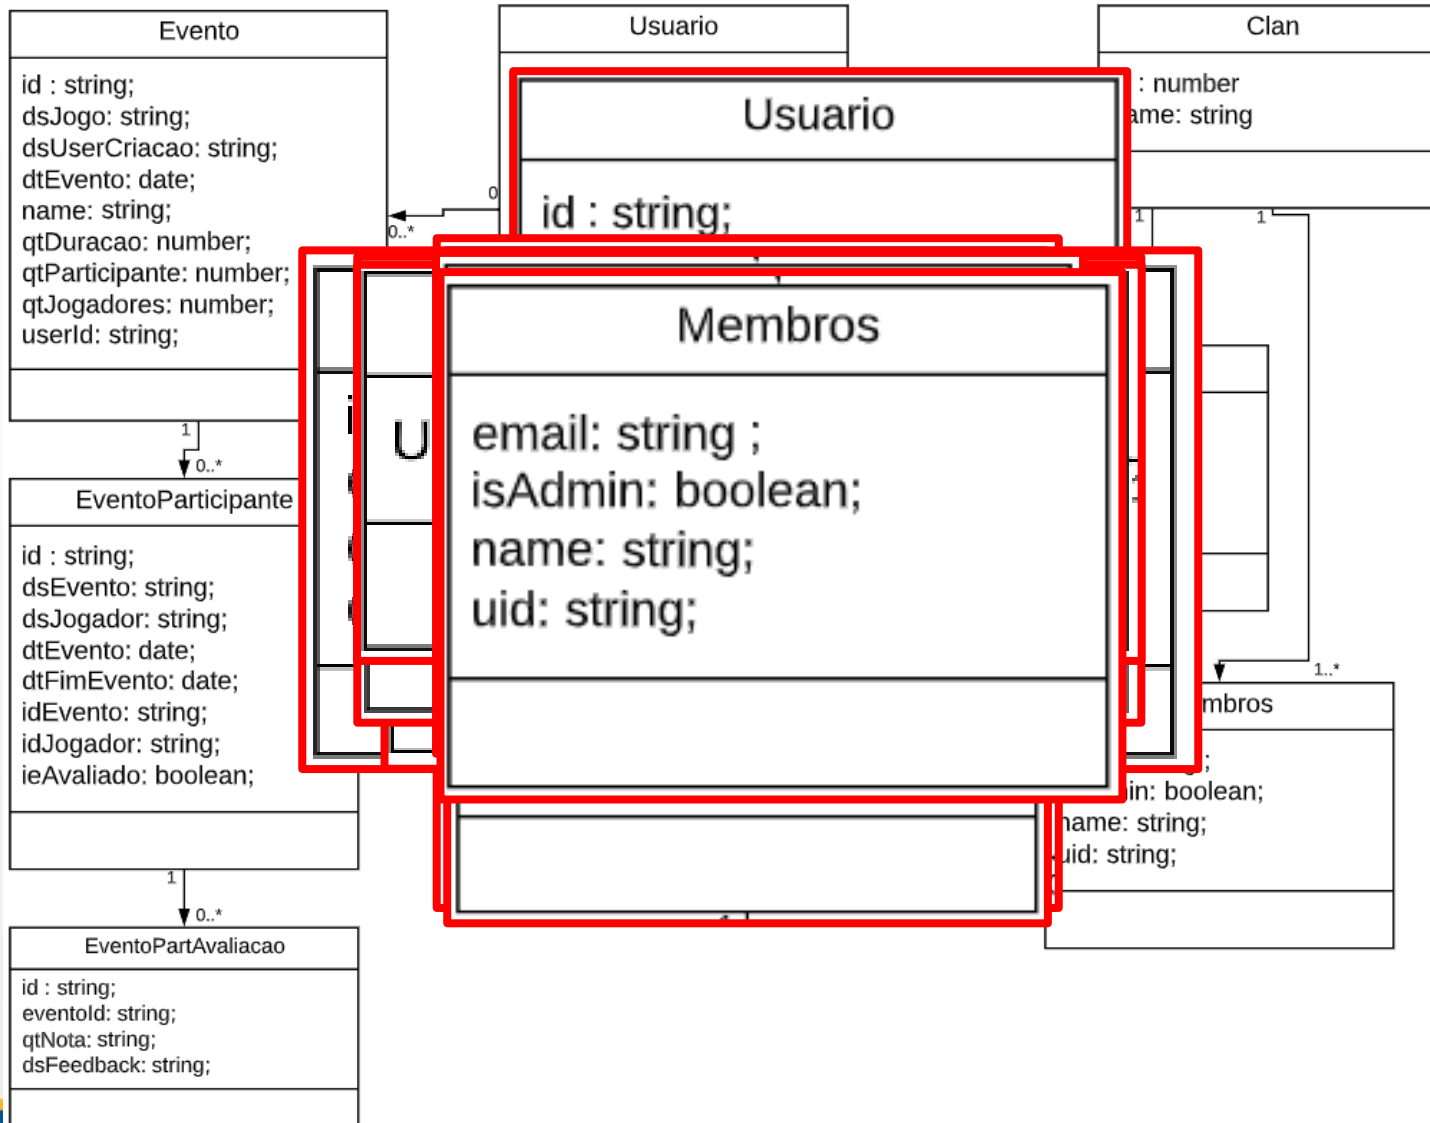 Evento
id : string;
dsJogo: string;
dsUserCriacao: string;
dtEvento: date;
name: string;
qtDuracao: number;
qtParticipante: number;
qtJogadores: number;
userId: string;
1
0..*
EventoParticipante
id : string;
dsEvento: string;
dsJogador: string;
dtEvento: date;
dtFimEvento: date;
idEvento: string;
idJogador: string;
ieAvaliado: boolean;
1
0..*
EventoPartAvaliacao
id : string;
eventoId: string;
qtNota: string;
dsFeedback: string;
Usuario
0
0..*
Usuario
id : string;
U
Membros
email: string ;
isAdmin: boolean;
name: string;
uid: string;
Clan
: number
ame: string
1
1
1..*
mbros
;
in: boolean;
name: string;
uid: string;